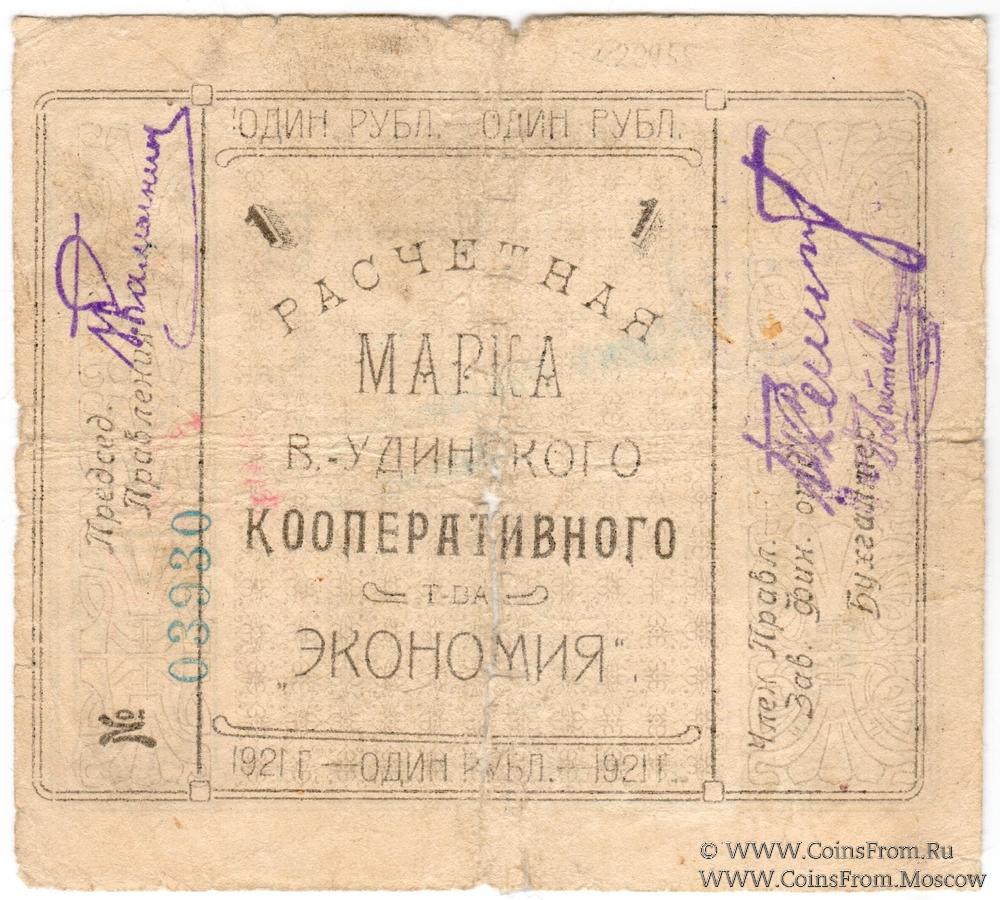 ОДИН РУБЛ. — ОДИН РУБЛ.
1 1
РАСЧЕТНАЯ
МАРКА
В.-УДИНСКОГО
КООПЕРАТИВНОГО
Т-ВА
„ЭКОНОМИЯ“.
1921 г. — ОДИН РУБЛ. — 1921 г.
Председ.
Правления
№ 03930
Член Правл.
Зав. фин. отд.
Бухгалтер
© WWW.CoinsFrom.Ru
WWW.CoinsFrom.Moscow